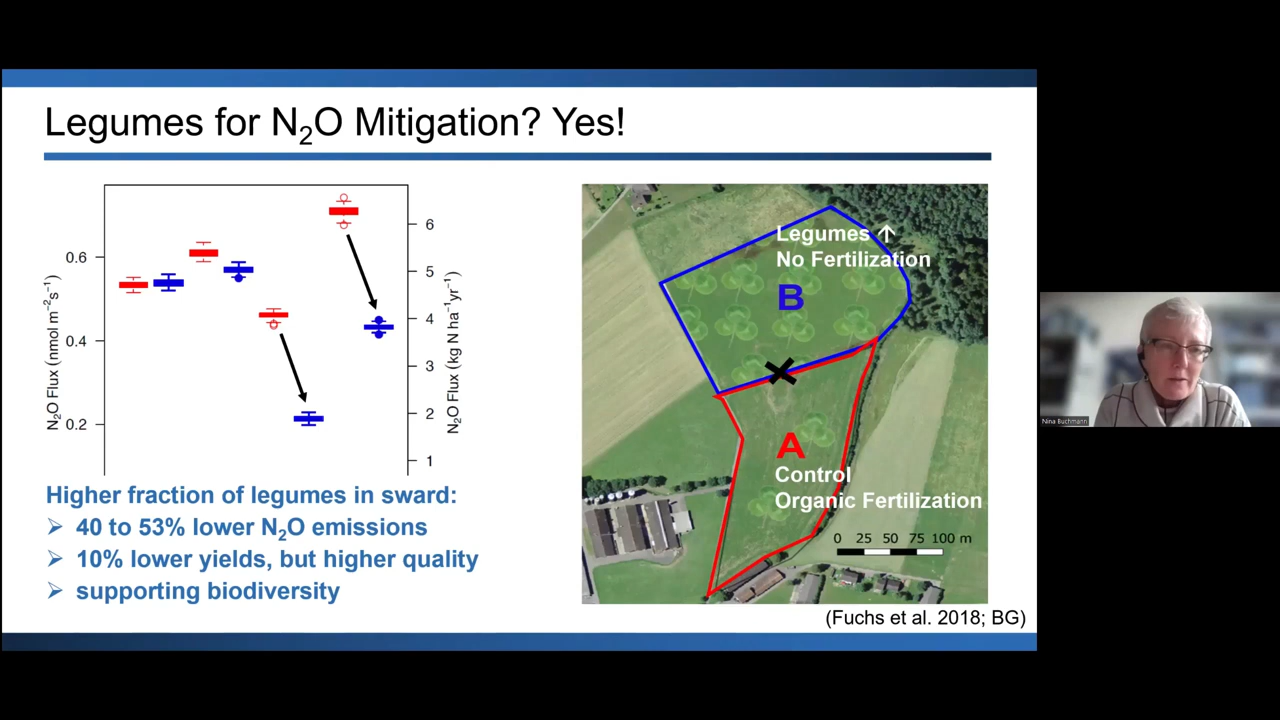 Legumes for N₂O Mitigation? Yes!
0.6
0.4
0.2
N₂O Flux (nmol m⁻²s⁻¹)
6
5
4
3
2
1
N₂O Flux (kg N ha⁻¹yr⁻¹)
Legumes ↑
No Fertilization
B
A
Control
Organic Fertilization
0 25 50 75 100 m
Higher fraction of legumes in sward:
➢ 40 to 53% lower N₂O emissions
➢ 10% lower yields, but higher quality
➢ supporting biodiversity
(Fuchs et al. 2018; BG)
Nina Buchmann